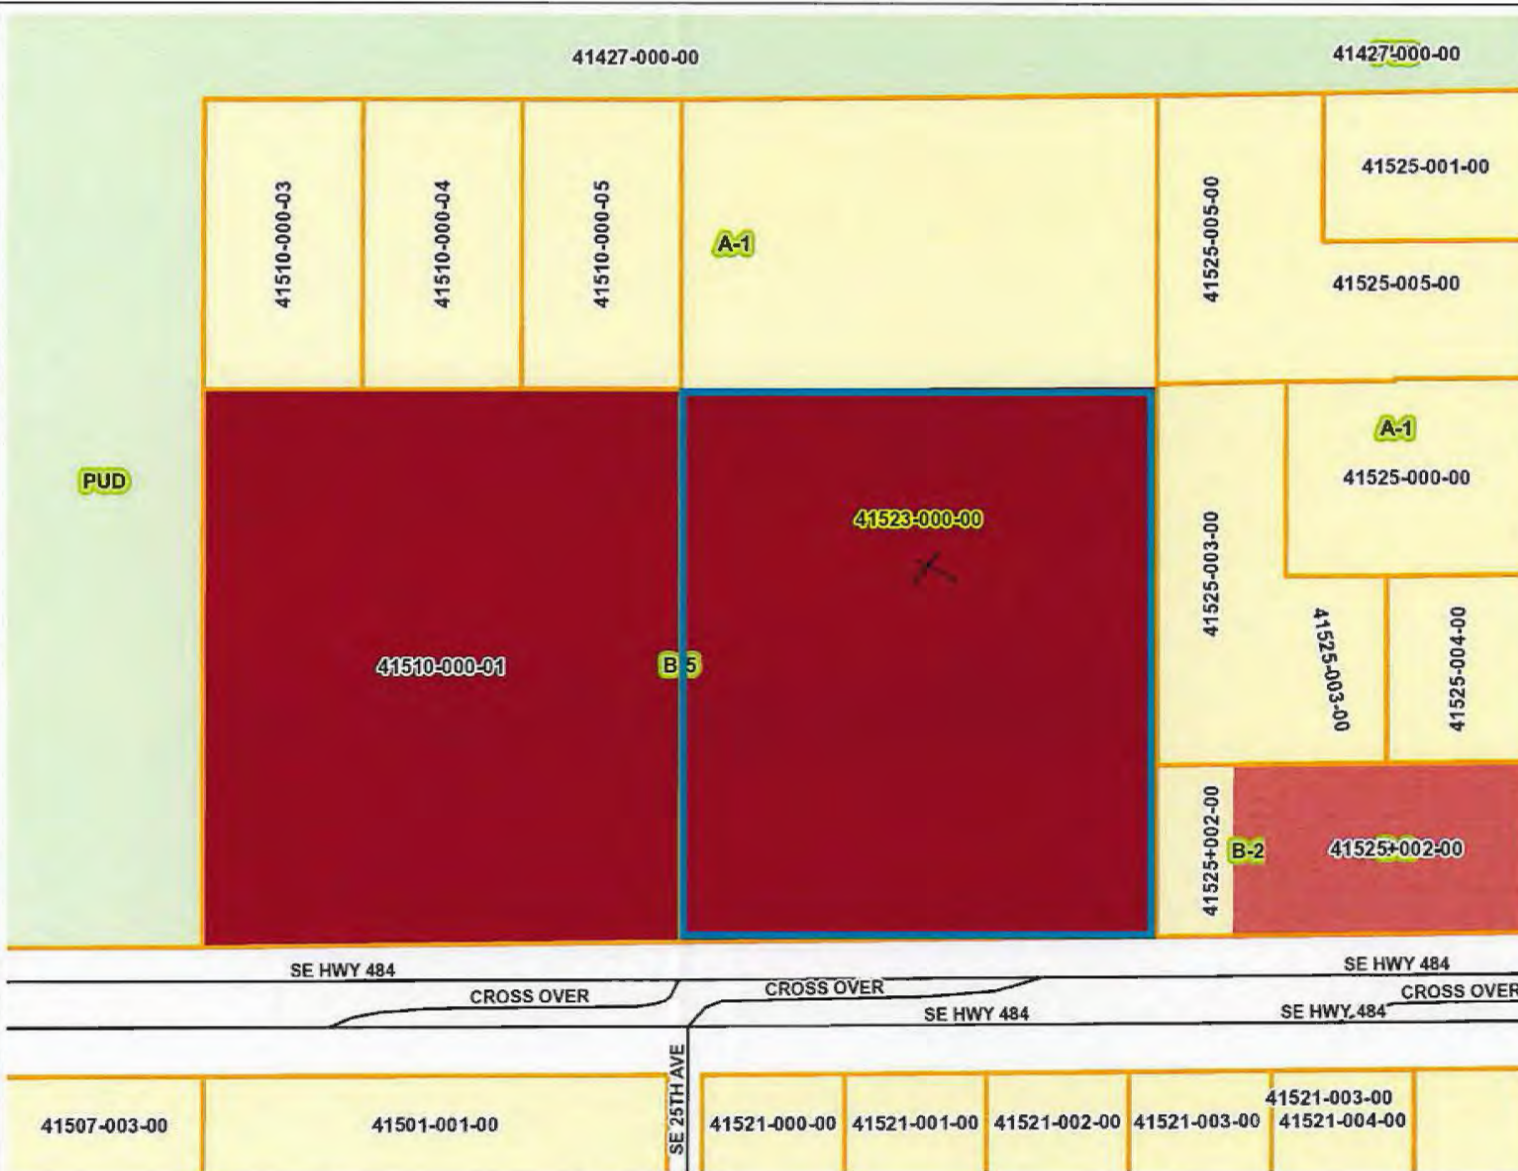 41427-000-00
41427-000-00
41510-000-03
41510-000-04
41510-000-05
A-1
41525-005-00
41525-001-00
41525-005-00
PUD
41523-000-00
A-1
41525-000-00
41525-003-00
41510-000-01
B-5
41525-003-00
41525-004-00
41525+002-00
B-2
41525+002-00
SE HWY 484
SE HWY 484
CROSS OVER
CROSS OVER
CROSS OVER
SE HWY 484
SE HWY 484
SE 25TH AVE
41507-003-00
41501-001-00
41521-000-00
41521-001-00
41521-002-00
41521-003-00
41521-003-00
41521-004-00